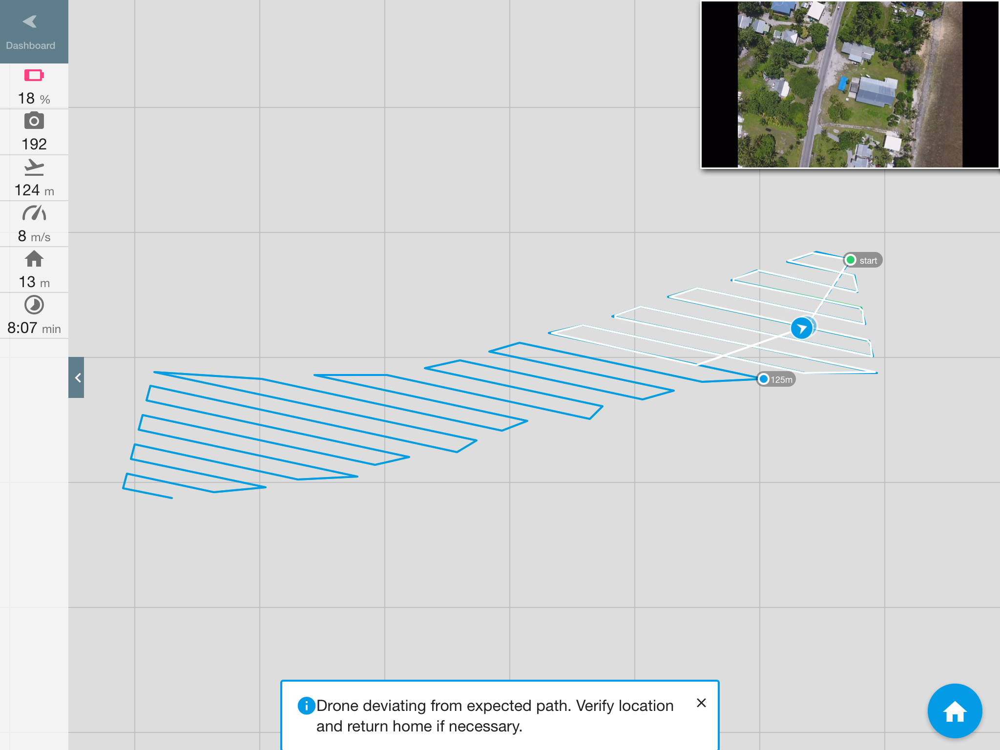 Dashboard
18 %
192
124 m
8 m/s
13 m
8:07 min
start
125m
Drone deviating from expected path. Verify location
and return home if necessary.